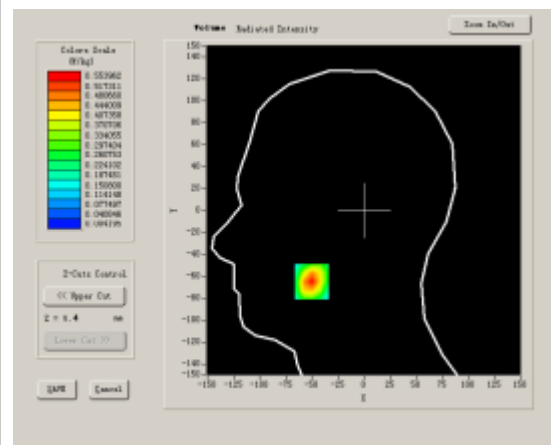 Volume Radiated Intensity
Zoom In/Out
Colors Scale
(W/kg)
0.553962
0.517311
0.480660
0.444009
0.407358
0.370706
0.334055
0.297404
0.260753
0.224102
0.187451
0.150800
0.114148
0.077497
0.040846
0.004195
Z-Cuts Control
<< Upper Cut
Z = 4.4 mm
Lower Cut >>
SAVE
Cancel
150
140
120
100
80
60
40
20
0
-20
-40
-60
-80
-100
-120
-140
-150
Y
-150 -125 -100 -75 -50 -25 0 25 50 75 100 125 150
X